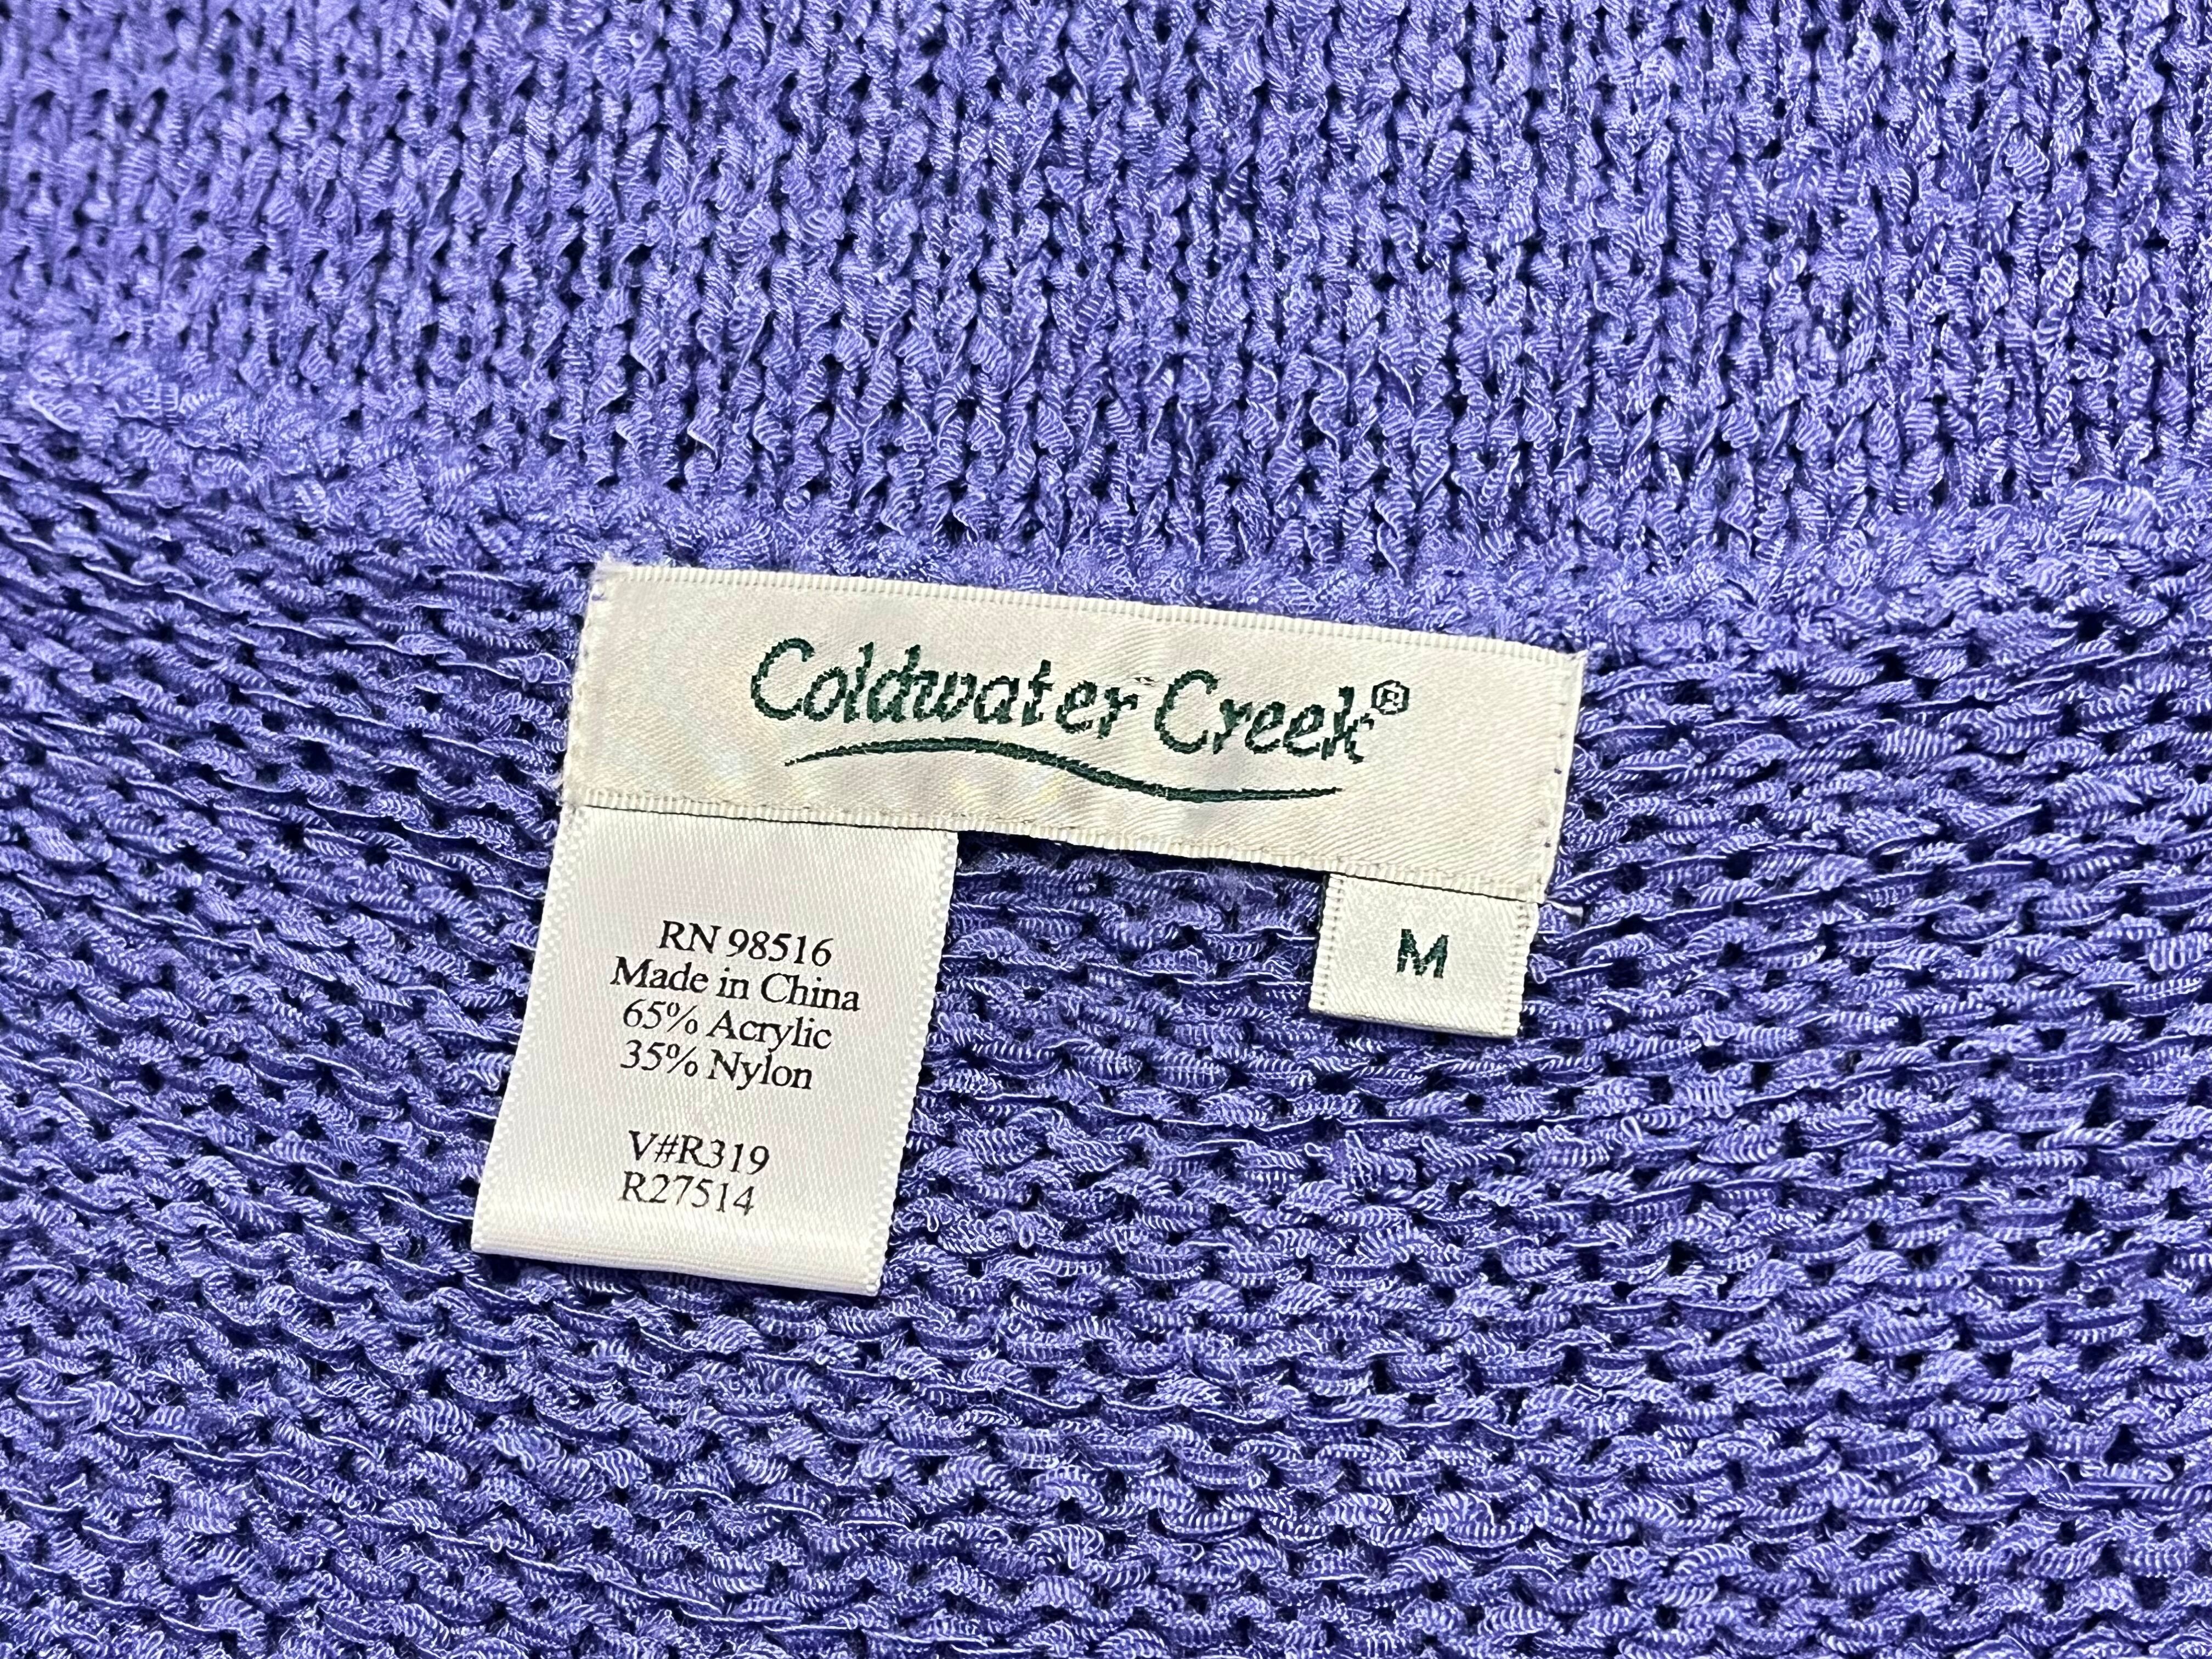 Coldwater Creek®
RN 98516
Made in China
65% Acrylic
35% Nylon
V#R319
R27514
M